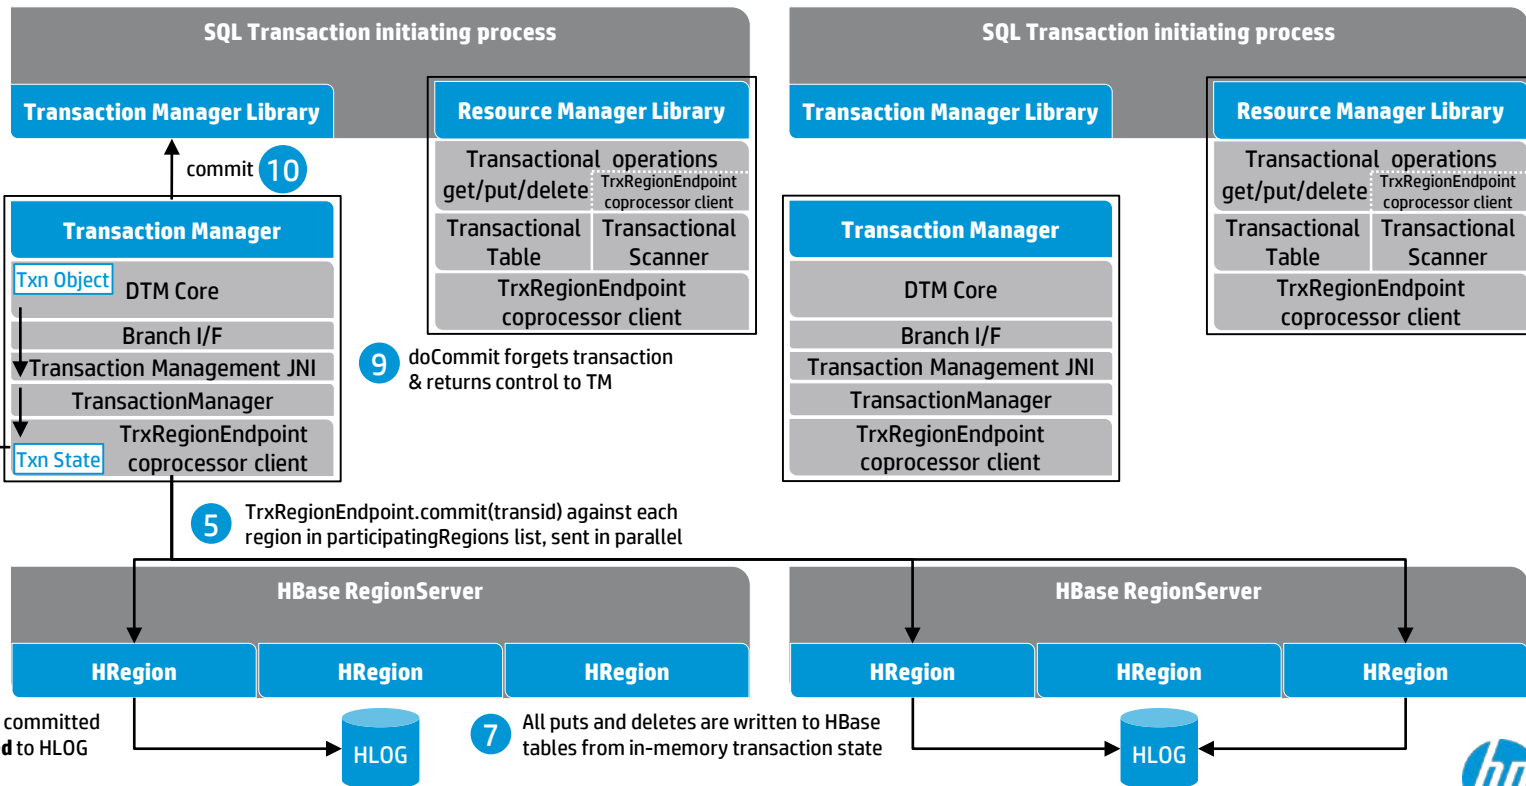 SQL Transaction initiating process
Transaction Manager Library
Resource Manager Library
Transactional operations
get/put/delete
TrxRegionEndpoint
coprocessor client
Transactional
Table
Transactional
Scanner
TrxRegionEndpoint
coprocessor client
commit 10
Transaction Manager
Txn Object
DTM Core
Branch I/F
Transaction Management JNI
TransactionManager
TrxRegionEndpoint
coprocessor client
Txn State
9 doCommit forgets transaction
& returns control to TM
SQL Transaction initiating process
Transaction Manager Library
Resource Manager Library
Transactional operations
get/put/delete
TrxRegionEndpoint
coprocessor client
Transactional
Table
Transactional
Scanner
TrxRegionEndpoint
coprocessor client
Transaction Manager
DTM Core
Branch I/F
Transaction Management JNI
TransactionManager
TrxRegionEndpoint
coprocessor client
5 TrxRegionEndpoint.commit(transid) against each
region in participatingRegions list, sent in parallel
HBase RegionServer
HRegion
HRegion
HRegion
HBase RegionServer
HRegion
HRegion
HRegion
committed
to HLOG
HLOG
7 All puts and deletes are written to HBase
tables from in-memory transaction state
HLOG
hp